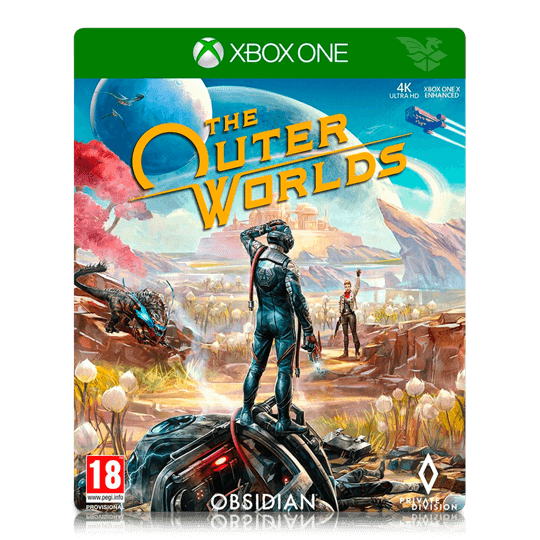 XBOX ONE
4K
ULTRA HD
XBOX ONE X
ENHANCED
THE
OUTER
WORLDS
18
www.pegi.info
PROVISIONAL
OBSIDIAN
PRIVATE
DIVISION